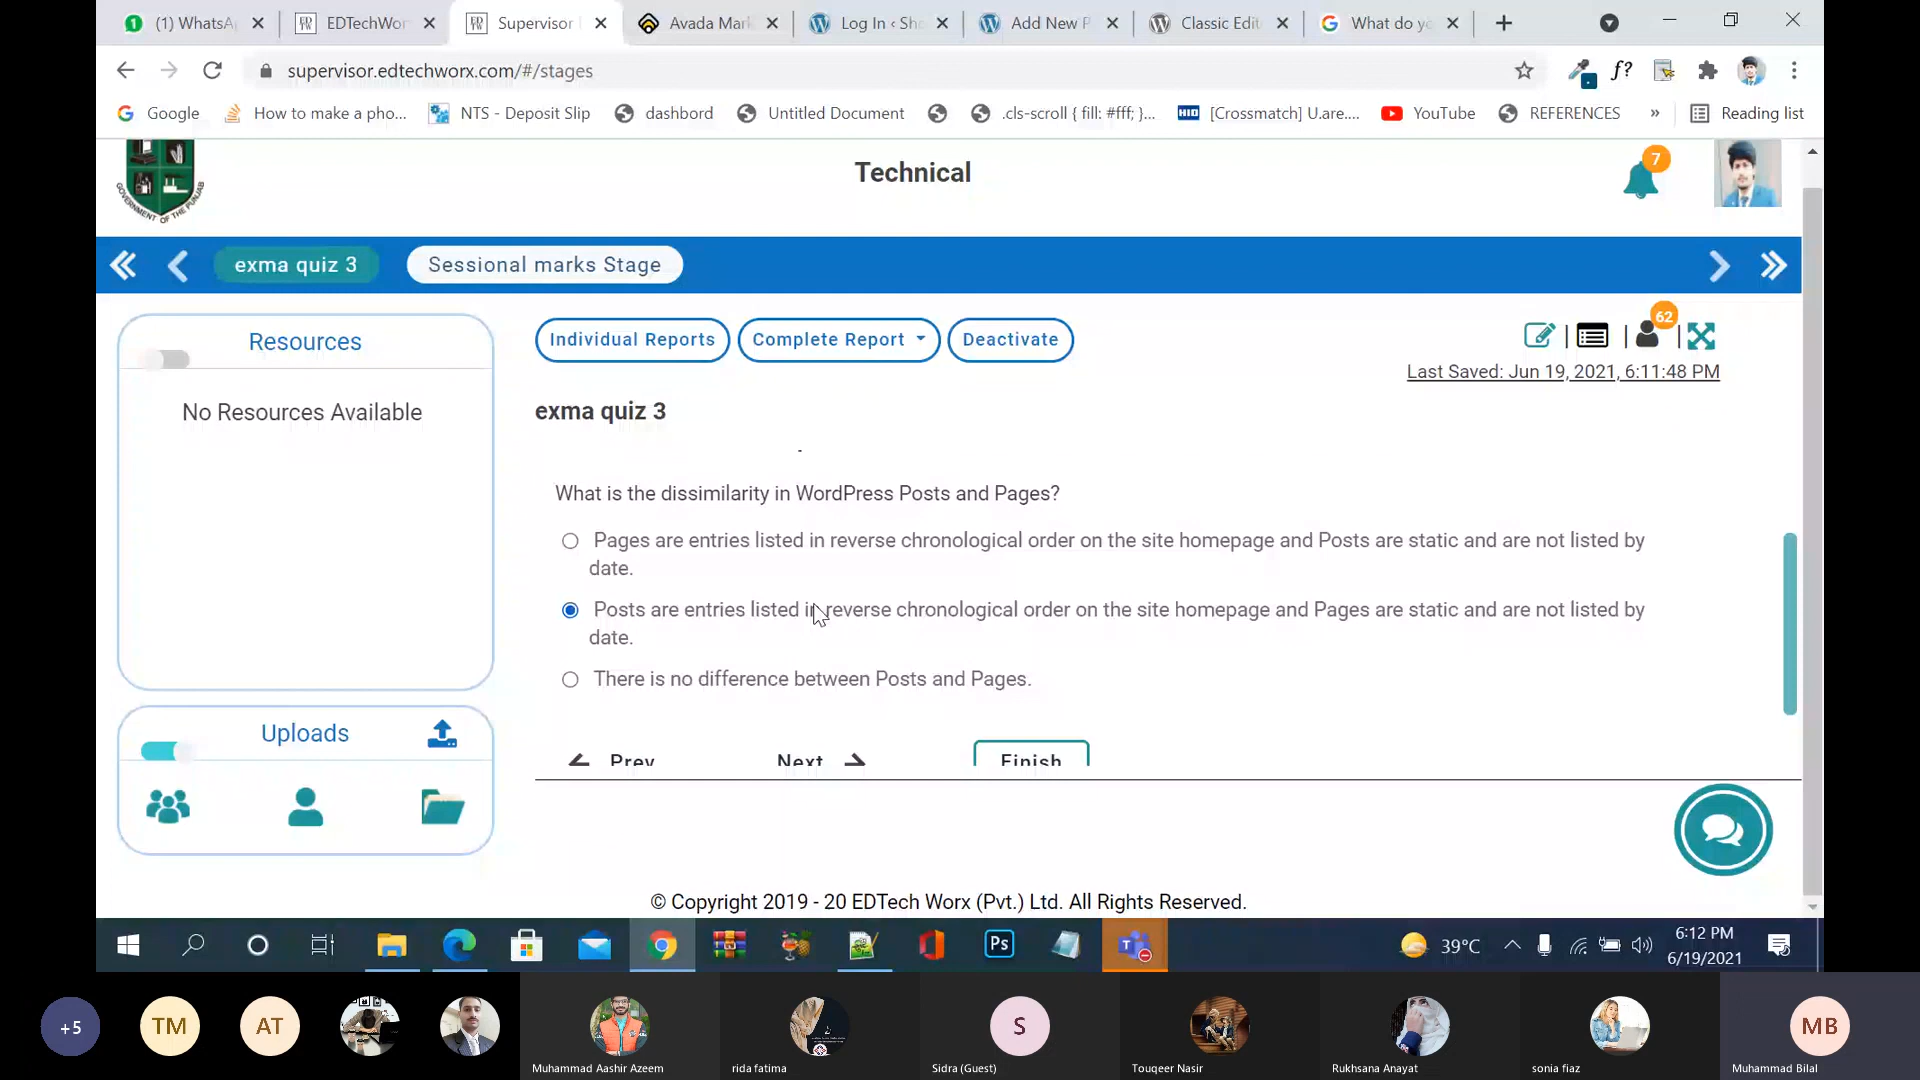 (1) WhatsA
EDTechWor
Supervisor
Avada Mar
Log In ‹ Sh
Add New P
Classic Edit
What do yo
supervisor.edtechworx.com/#/stages
f?
Google
How to make a pho...
NTS - Deposit Slip
dashbord
Untitled Document
.cls-scroll { fill: #fff; }...
HID
[Crossmatch] U.are....
YouTube
REFERENCES
»
Reading list
GOVERNMENT OF THE PUNJAB
Technical
7
exma quiz 3
Sessional marks Stage
Resources
No Resources Available
Individual Reports
Complete Report
Deactivate
62
Last Saved: Jun 19, 2021, 6:11:48 PM
exma quiz 3
What is the dissimilarity in WordPress Posts and Pages?
Pages are entries listed in reverse chronological order on the site homepage and Posts are static and are not listed by
date.
Posts are entries listed in reverse chronological order on the site homepage and Pages are static and are not listed by
date.
There is no difference between Posts and Pages.
Prev
Next
Finish
Uploads
© Copyright 2019 - 20 EDTech Worx (Pvt.) Ltd. All Rights Reserved.
Ps
39°C
6:12 PM
6/19/2021
+5
TM
AT
S
MB
Muhammad Aashir Azeem
rida fatima
Sidra (Guest)
Touqeer Nasir
Rukhsana Anayat
sonia fiaz
Muhammad Bilal